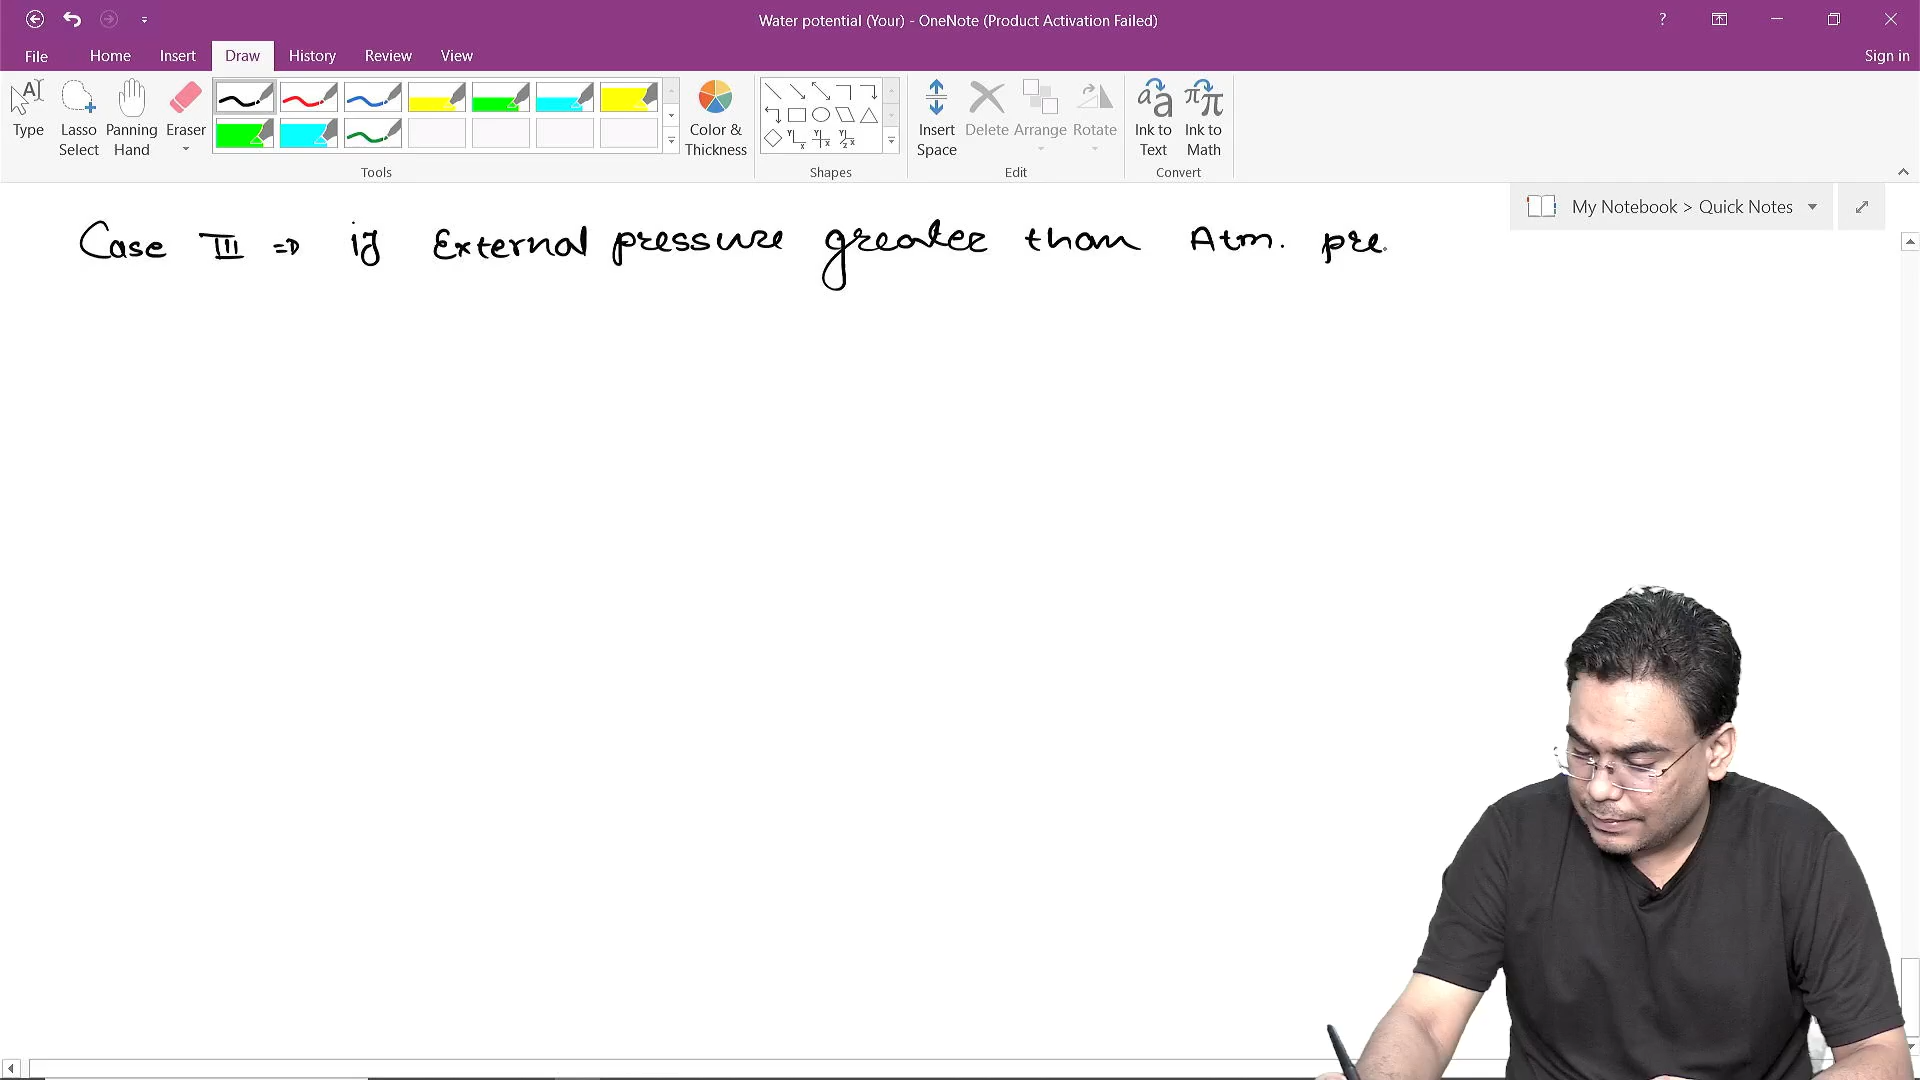 Water potential (Your) - OneNote (Product Activation Failed)
?
File Home Insert Draw History Review View Sign in
Type Lasso Select Panning Hand Eraser Color & Thickness Insert Space Delete Arrange Rotate Ink to Text Ink to Math
Tools Shapes Edit Convert
My Notebook > Quick Notes
Case III ⇒ if External pressure greater than Atm. pre